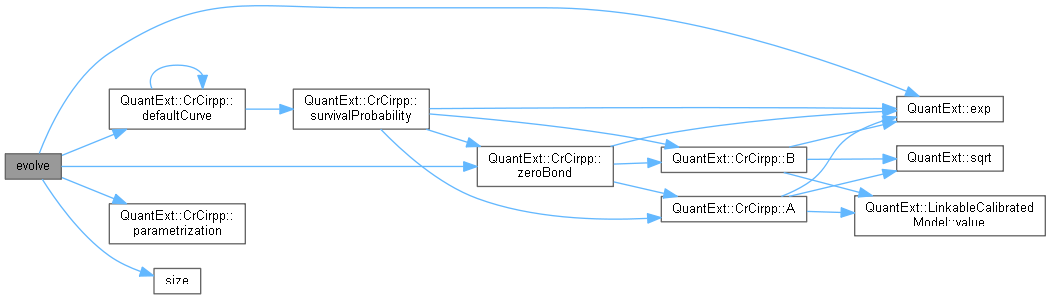 evolve
QuantExt::CrCirpp::
defaultCurve
QuantExt::CrCirpp::
parametrization
size
QuantExt::CrCirpp::
survivalProbability
QuantExt::CrCirpp::
zeroBond
QuantExt::CrCirpp::B
QuantExt::CrCirpp::A
QuantExt::exp
QuantExt::sqrt
QuantExt::LinkableCalibrated
Model::value